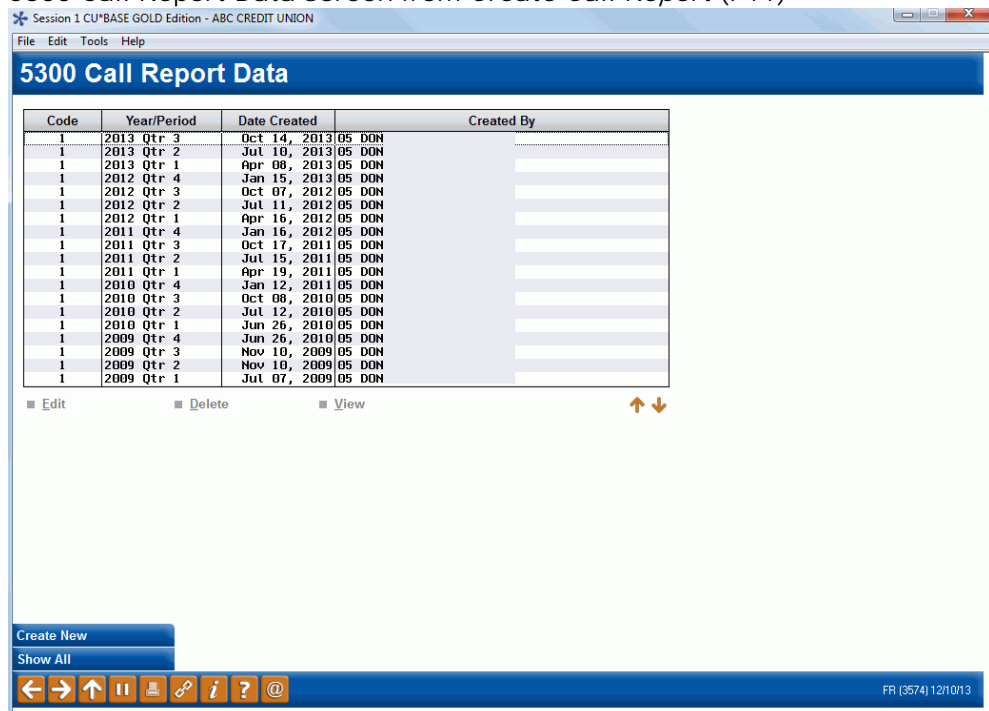 5300 Call Report Data screen from Create Call Report (F14)
Session 1 CU*BASE GOLD Edition - ABC CREDIT UNION
File Edit Tools Help
5300 Call Report Data
Code Year/Period Date Created Created By
1 2013 Qtr 3 Oct 14, 2013 05 DON
1 2013 Qtr 2 Jul 10, 2013 05 DON
1 2013 Qtr 1 Apr 08, 2013 05 DON
1 2012 Qtr 4 Jan 15, 2013 05 DON
1 2012 Qtr 3 Oct 07, 2012 05 DON
1 2012 Qtr 2 Jul 11, 2012 05 DON
1 2012 Qtr 1 Apr 16, 2012 05 DON
1 2011 Qtr 4 Jan 16, 2012 05 DON
1 2011 Qtr 3 Oct 17, 2011 05 DON
1 2011 Qtr 2 Jul 15, 2011 05 DON
1 2011 Qtr 1 Apr 19, 2011 05 DON
1 2010 Qtr 4 Jan 12, 2011 05 DON
1 2010 Qtr 3 Oct 08, 2010 05 DON
1 2010 Qtr 2 Jul 12, 2010 05 DON
1 2010 Qtr 1 Jun 26, 2010 05 DON
1 2009 Qtr 4 Jun 26, 2010 05 DON
1 2009 Qtr 3 Nov 10, 2009 05 DON
1 2009 Qtr 2 Nov 10, 2009 05 DON
1 2009 Qtr 1 Jul 07, 2009 05 DON
Edit Delete View
Create New
Show All
FR (3574) 12/10/13